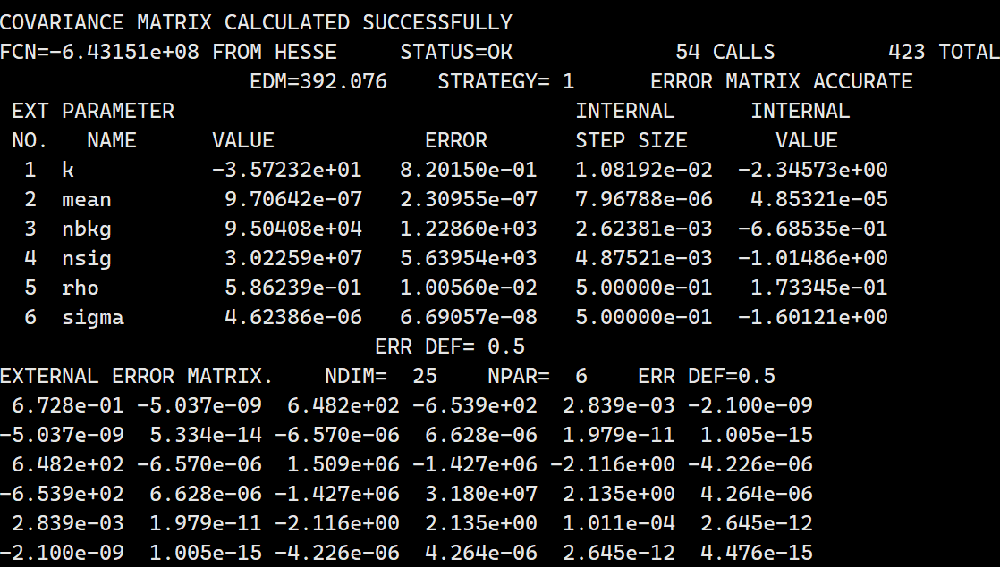 COVARIANCE MATRIX CALCULATED SUCCESSFULLY
FCN=-6.43151e+08 FROM HESSE     STATUS=OK             54 CALLS         423 TOTAL
                    EDM=392.076    STRATEGY= 1      ERROR MATRIX ACCURATE
 EXT PARAMETER                                INTERNAL      INTERNAL
 NO.   NAME      VALUE            ERROR       STEP SIZE       VALUE
  1  k           -3.57232e+01   8.20150e-01   1.08192e-02  -2.34573e+00
  2  mean         9.70642e-07   2.30955e-07   7.96788e-06   4.85321e-05
  3  nbkg         9.50408e+04   1.22860e+03   2.62381e-03  -6.68535e-01
  4  nsig         3.02259e+07   5.63954e+03   4.87521e-03  -1.01486e+00
  5  rho          5.86239e-01   1.00560e-02   5.00000e-01   1.73345e-01
  6  sigma        4.62386e-06   6.69057e-08   5.00000e-01  -1.60121e+00
                              ERR DEF= 0.5
EXTERNAL ERROR MATRIX.    NDIM=  25    NPAR=  6    ERR DEF=0.5
 6.728e-01 -5.037e-09  6.482e+02 -6.539e+02  2.839e-03 -2.100e-09
-5.037e-09  5.334e-14 -6.570e-06  6.628e-06  1.979e-11  1.005e-15
 6.482e+02 -6.570e-06  1.509e+06 -1.427e+06 -2.116e+00 -4.226e-06
-6.539e+02  6.628e-06 -1.427e+06  3.180e+07  2.135e+00  4.264e-06
 2.839e-03  1.979e-11 -2.116e+00  2.135e+00  1.011e-04  2.645e-12
-2.100e-09  1.005e-15 -4.226e-06  4.264e-06  2.645e-12  4.476e-15